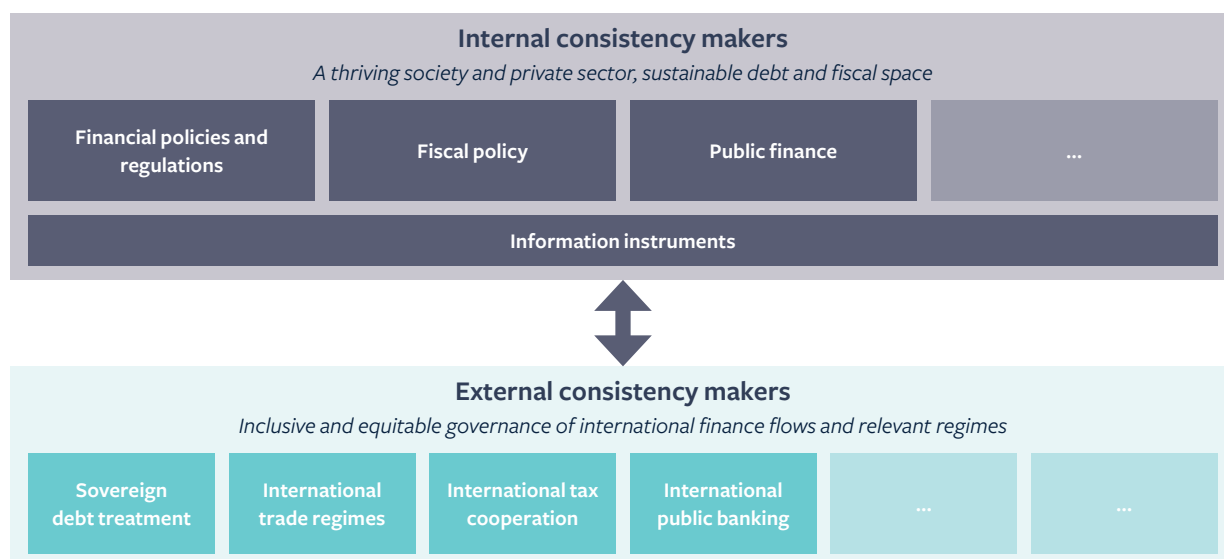 Internal consistency makers
A thriving society and private sector, sustainable debt and fiscal space
Financial policies and
regulations
Fiscal policy
Public finance
...
Information instruments
External consistency makers
Inclusive and equitable governance of international finance flows and relevant regimes
Sovereign
debt treatment
International
trade regimes
International tax
cooperation
International
public banking
...
...